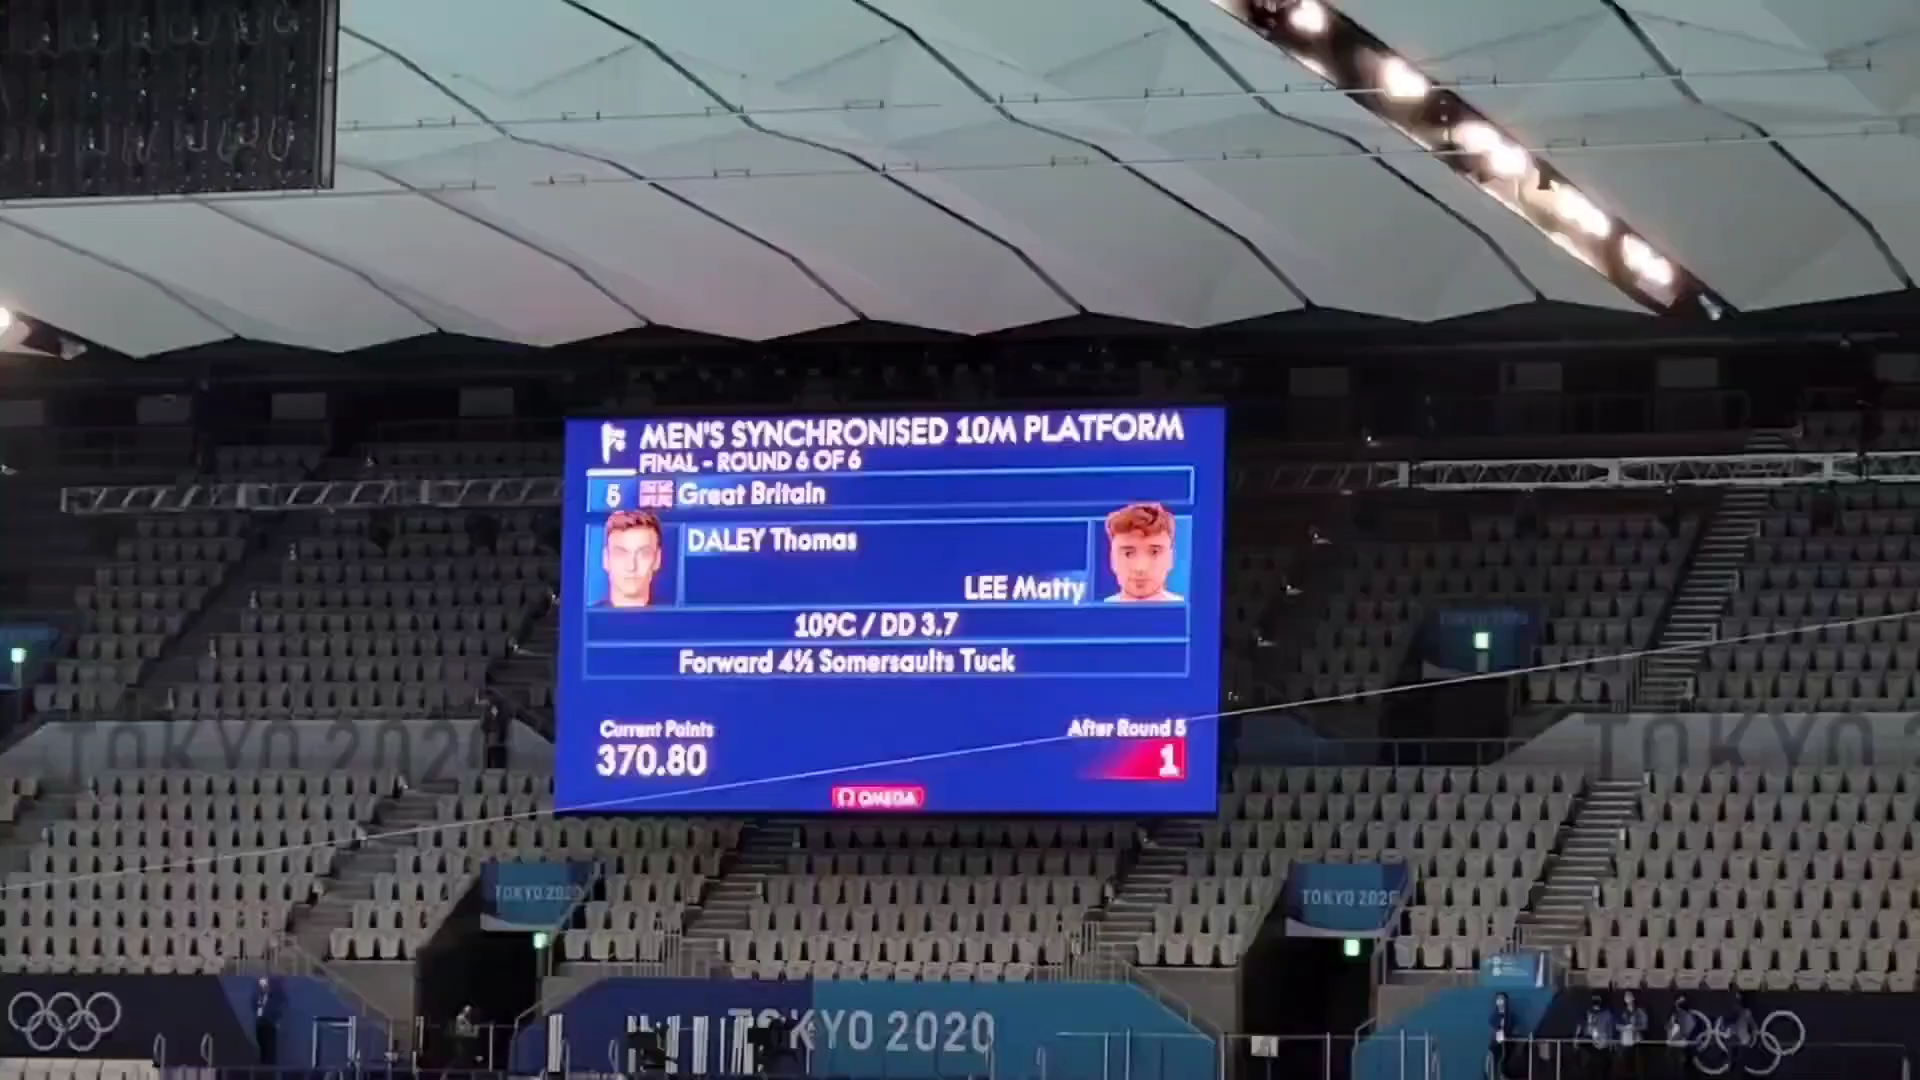 MEN'S SYNCHRONISED 10M PLATFORM
FINAL - ROUND 6 OF 6
5 Great Britain
DALEY Thomas
LEE Matty
109C / DD 3.7
Forward 4½ Somersaults Tuck
Current Points
After Round 5
370.80
1
OMEGA
TOKYO 2020
TOKYO 2020
TOKYO 2
TOKYO 2020
TOKYO 2020
TOKYO 2020